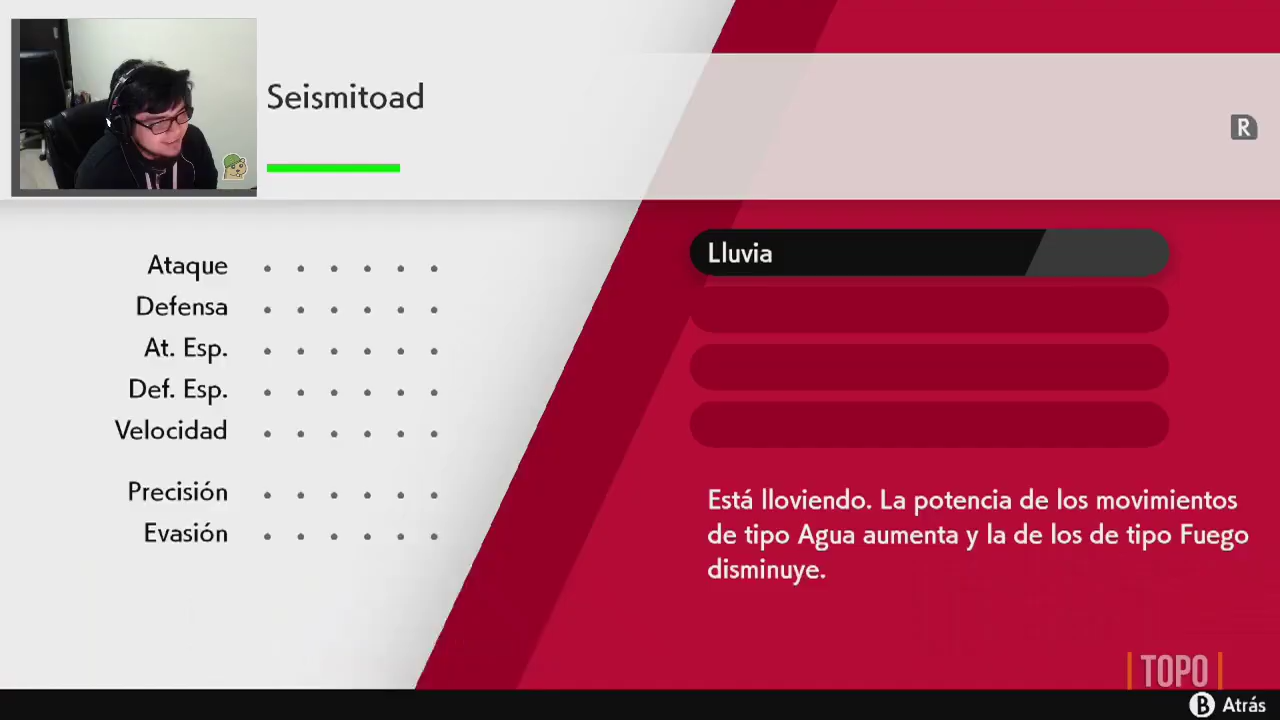 Seismitoad
R
Ataque
Defensa
At. Esp.
Def. Esp.
Velocidad
Precisión
Evasión
Lluvia
Está lloviendo. La potencia de los movimientos
de tipo Agua aumenta y la de los de tipo Fuego
disminuye.
| TOPO |
B Atrás